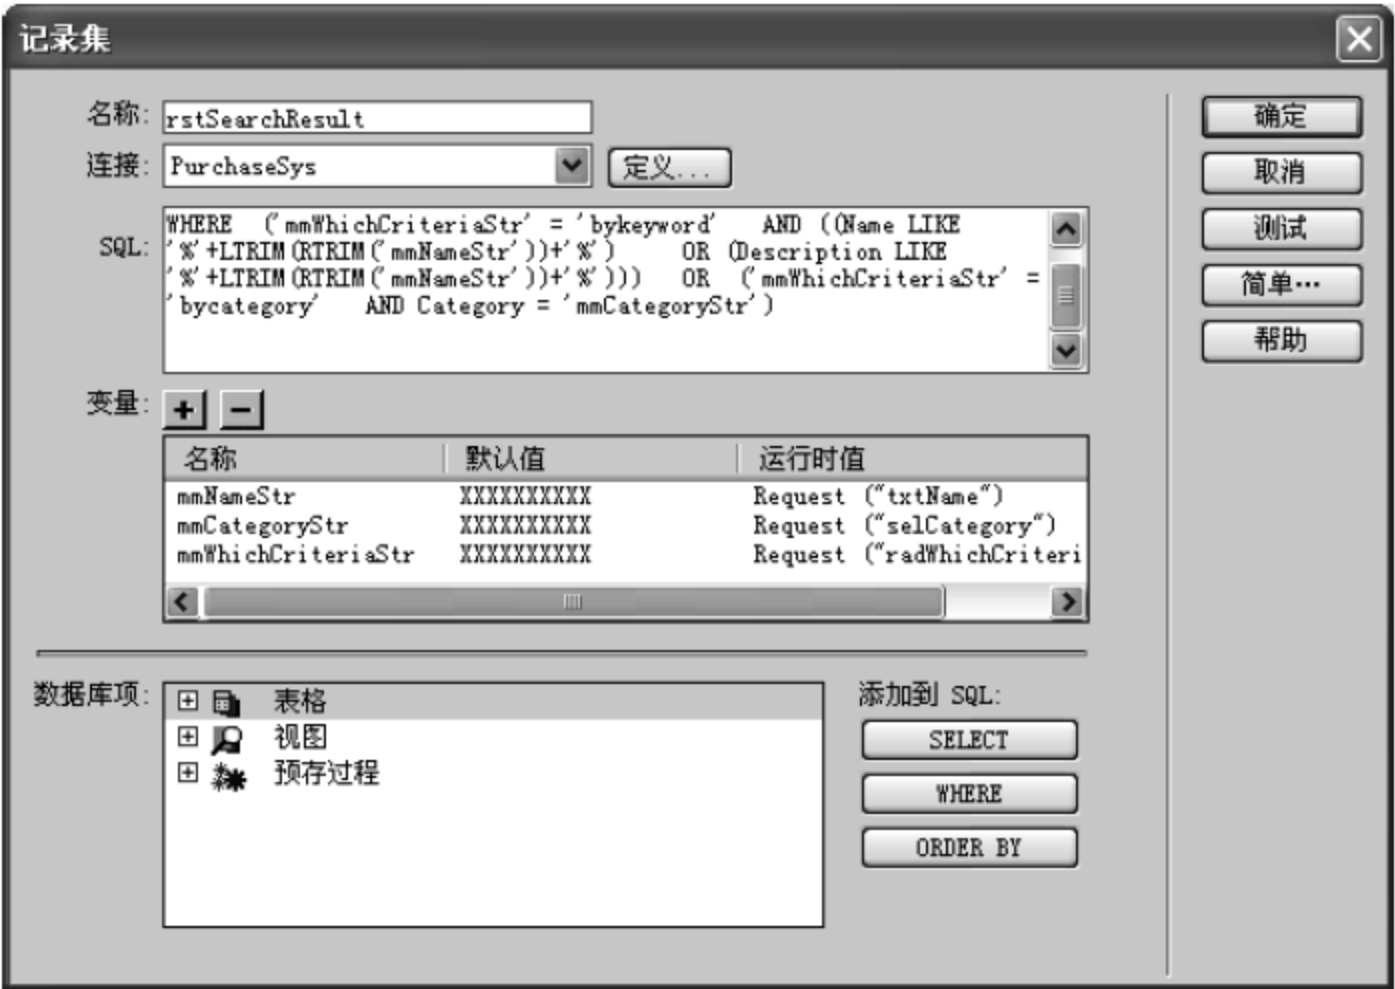 记录集
名称: rstSearchResult
连接: PurchaseSys 定义...
SQL:
WHERE ('mmWhichCriteriaStr' = 'bykeyword' AND ((Name LIKE
'%'+LTRIM(RTRIM('mmNameStr'))+'%') OR (Description LIKE
'%'+LTRIM(RTRIM('mmNameStr'))+'%'))) OR ('mmWhichCriteriaStr' =
'bycategory' AND Category = 'mmCategoryStr')
变量:
名称 默认值 运行时值
mmNameStr XXXXXXXXXX Request ("txtName")
mmCategoryStr XXXXXXXXXX Request ("selCategory")
mmWhichCriteriaStr XXXXXXXXXX Request ("radWhichCriteri
数据库项:
表格
视图
预存过程
添加到 SQL:
SELECT
WHERE
ORDER BY
确定
取消
测试
简单…
帮助